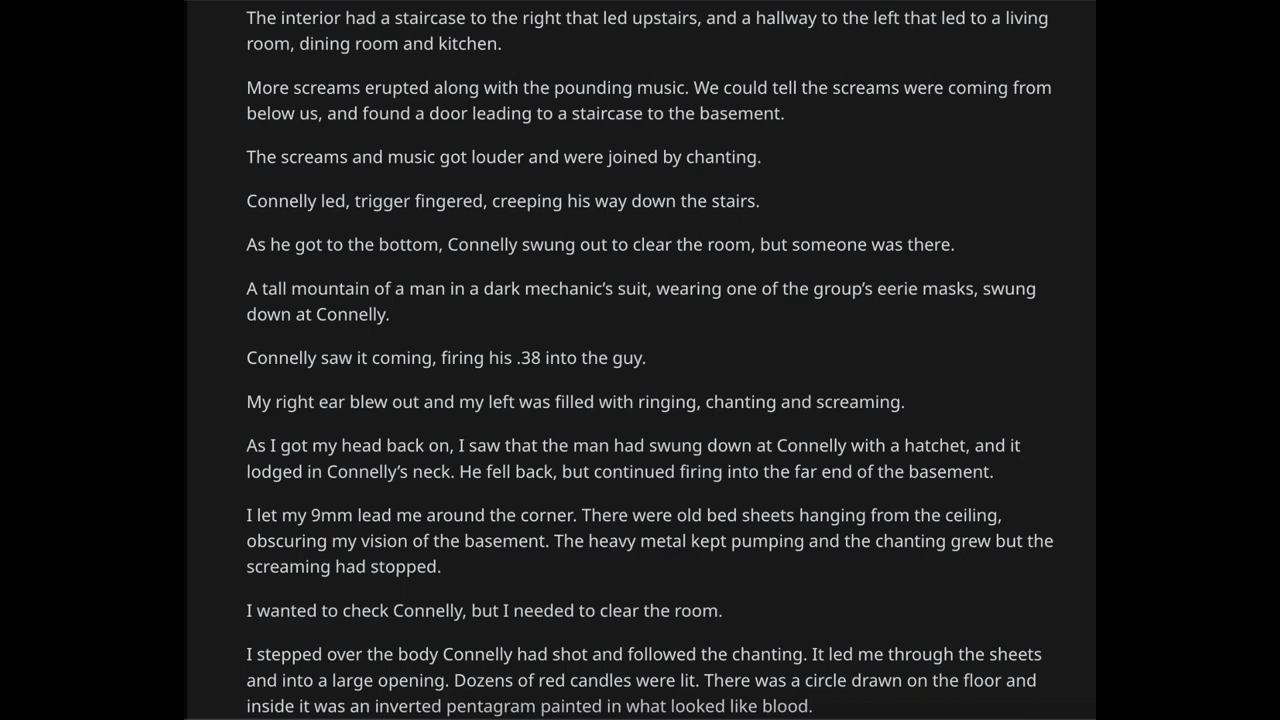 The interior had a staircase to the right that led upstairs, and a hallway to the left that led to a living
room, dining room and kitchen.
More screams erupted along with the pounding music. We could tell the screams were coming from
below us, and found a door leading to a staircase to the basement.
The screams and music got louder and were joined by chanting.
Connelly led, trigger fingered, creeping his way down the stairs.
As he got to the bottom, Connelly swung out to clear the room, but someone was there.
A tall mountain of a man in a dark mechanic’s suit, wearing one of the group’s eerie masks, swung
down at Connelly.
Connelly saw it coming, firing his .38 into the guy.
My right ear blew out and my left was filled with ringing, chanting and screaming.
As I got my head back on, I saw that the man had swung down at Connelly with a hatchet, and it
lodged in Connelly’s neck. He fell back, but continued firing into the far end of the basement.
I let my 9mm lead me around the corner. There were old bed sheets hanging from the ceiling,
obscuring my vision of the basement. The heavy metal kept pumping and the chanting grew but the
screaming had stopped.
I wanted to check Connelly, but I needed to clear the room.
I stepped over the body Connelly had shot and followed the chanting. It led me through the sheets
and into a large opening. Dozens of red candles were lit. There was a circle drawn on the floor and
inside it was an inverted pentagram painted in what looked like blood.